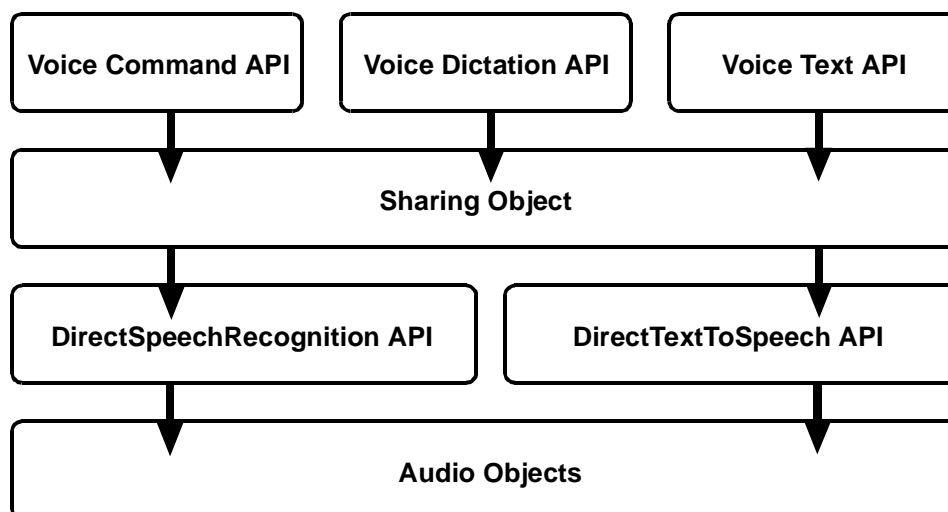 Voice Command API
Voice Dictation API
Voice Text API
Sharing Object
DirectSpeechRecognition API
DirectTextToSpeech API
Audio Objects